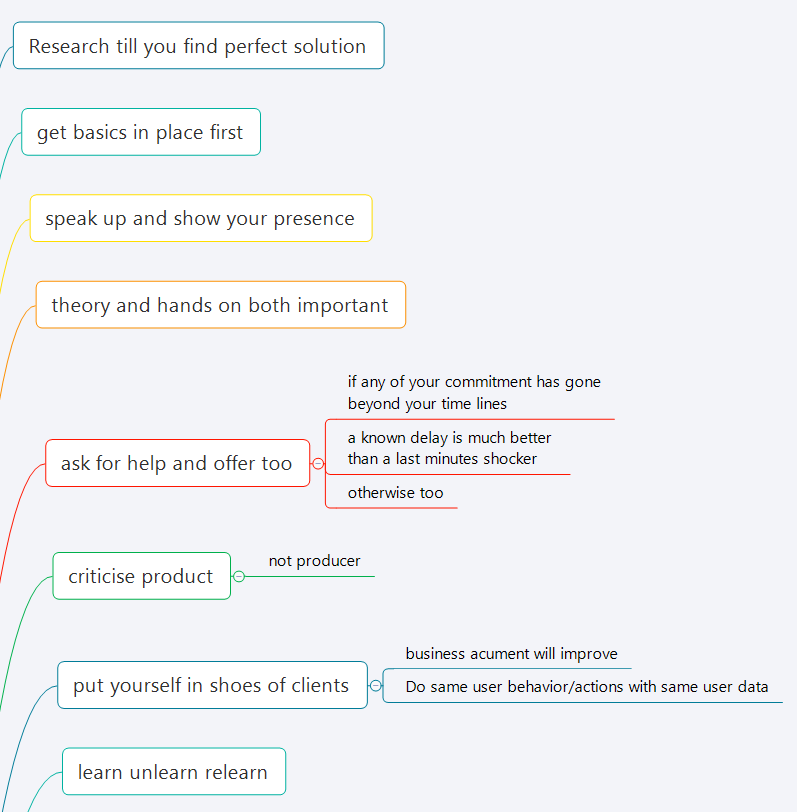 Research till you find perfect solution
get basics in place first
speak up and show your presence
theory and hands on both important
ask for help and offer too
if any of your commitment has gone
beyond your time lines
a known delay is much better
than a last minutes shocker
otherwise too
criticise product
not producer
put yourself in shoes of clients
business acument will improve
Do same user behavior/actions with same user data
learn unlearn relearn